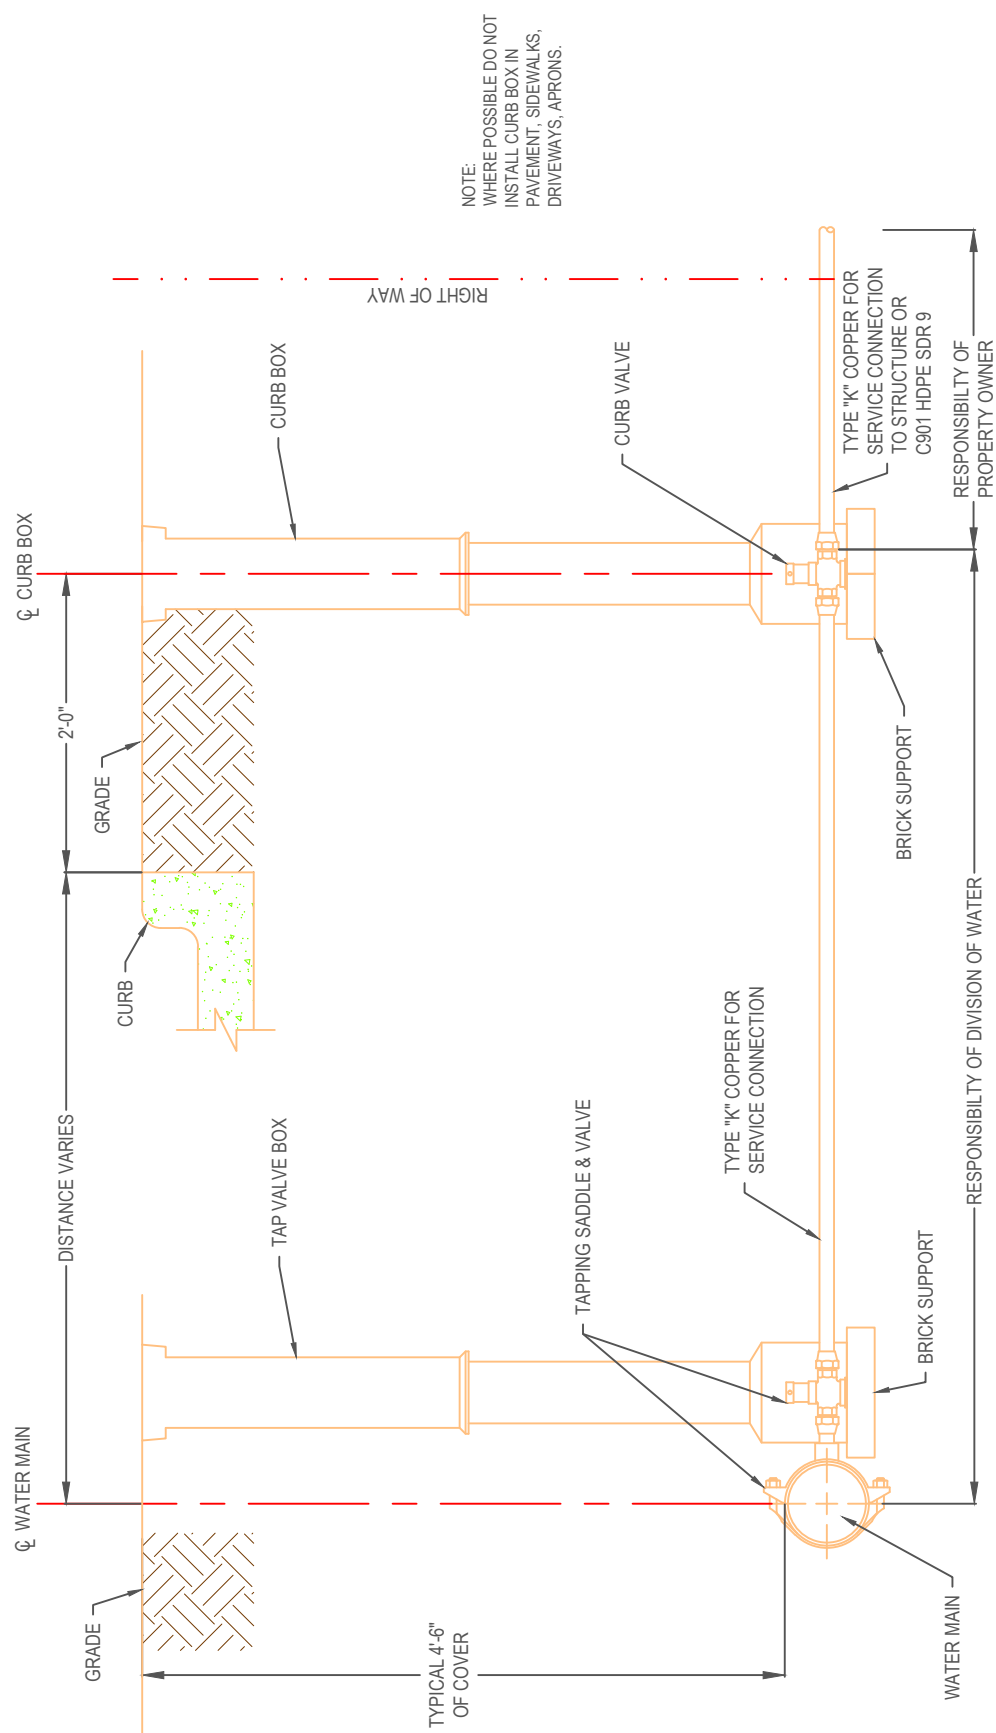 NOTE:
WHERE POSSIBLE DO NOT
INSTALL CURB BOX IN
PAVEMENT, SIDEWALKS,
DRIVEWAYS, APRONS.
℄ WATER MAIN
℄ CURB BOX
DISTANCE VARIES
2'-0"
GRADE
CURB
GRADE
RIGHT OF WAY
TAP VALVE BOX
CURB BOX
TYPICAL 4'-6"
OF COVER
TAPPING SADDLE & VALVE
CURB VALVE
TYPE "K" COPPER FOR
SERVICE CONNECTION
TYPE "K" COPPER FOR
SERVICE CONNECTION
TO STRUCTURE OR
C901 HDPE SDR 9
WATER MAIN
BRICK SUPPORT
BRICK SUPPORT
RESPONSIBILTY OF DIVISION OF WATER
RESPONSIBILTY OF
PROPERTY OWNER